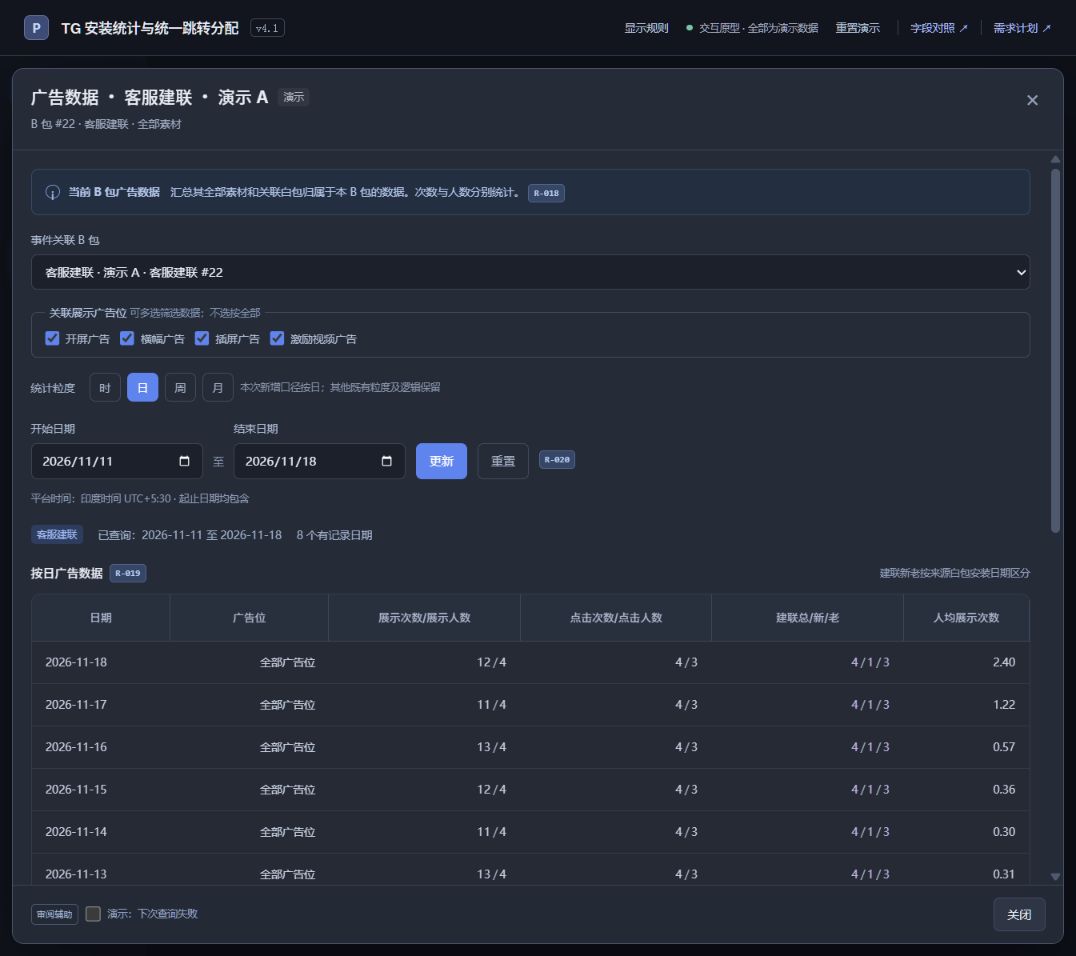 P TG 安装统计与统一跳转分配 v4.1 显示规则 交互原型 · 全部为演示数据 重置演示 字段对照 ↗ 需求计划 ↗
广告数据 · 客服建联 · 演示 A 演示
B 包 #22 · 客服建联 · 全部素材
当前 B 包广告数据 汇总其全部素材和关联白包归属于本 B 包的数据。次数与人数分别统计。 R-018
事件关联 B 包
客服建联 · 演示 A · 客服建联 #22
关联展示广告位 可多选筛选数据；不选按全部
开屏广告 横幅广告 插屏广告 激励视频广告
统计粒度 时 日 周 月 本次新增口径按日；其他既有粒度及逻辑保留
开始日期 结束日期
2026/11/11 至 2026/11/18 更新 重置 R-020
平台时间：印度时间 UTC+5:30 · 起止日期均包含
客服建联 已查询：2026-11-11 至 2026-11-18 8 个有记录日期
按日广告数据 R-019 建联新老按来源白包安装日期区分
日期 广告位 展示次数/展示人数 点击次数/点击人数 建联总/新/老 人均展示次数
2026-11-18 全部广告位 12 / 4 4 / 3 4 / 1 / 3 2.40
2026-11-17 全部广告位 11 / 4 4 / 3 4 / 1 / 3 1.22
2026-11-16 全部广告位 13 / 4 4 / 3 4 / 1 / 3 0.57
2026-11-15 全部广告位 12 / 4 4 / 3 4 / 1 / 3 0.36
2026-11-14 全部广告位 11 / 4 4 / 3 4 / 1 / 3 0.30
2026-11-13 全部广告位 13 / 4 4 / 3 4 / 1 / 3 0.31
审阅辅助 演示：下次查询失败 关闭